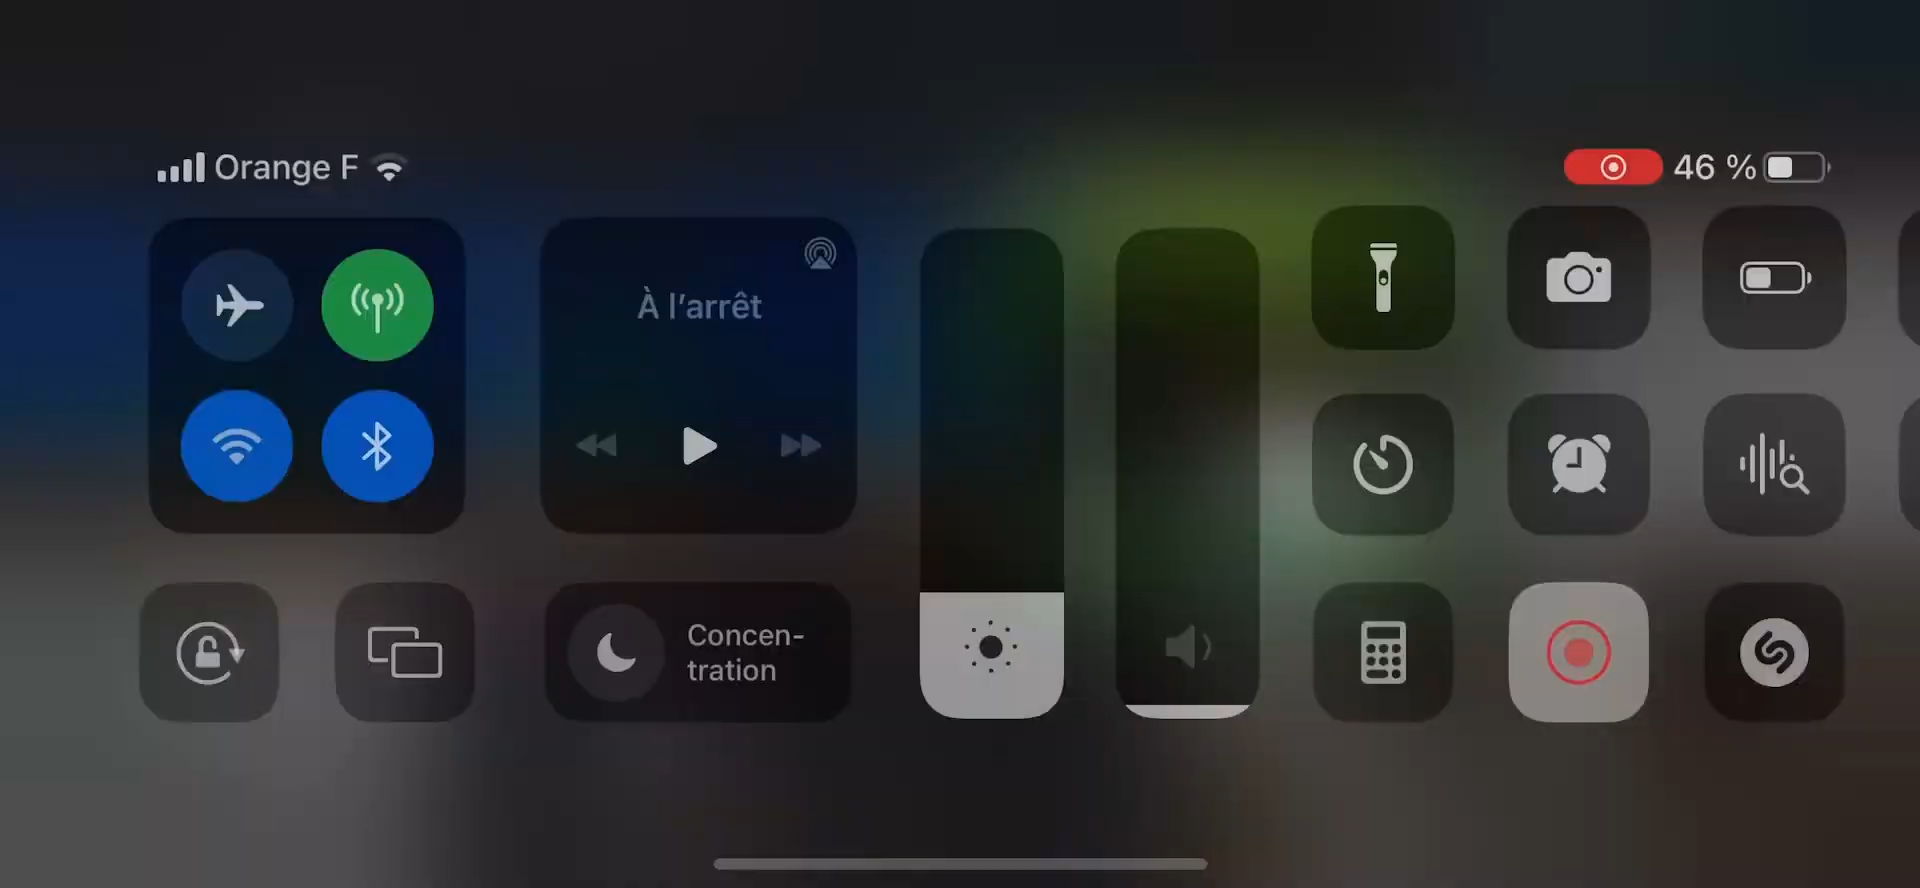 Orange F
46 %
À l’arrêt
Concen-
tration